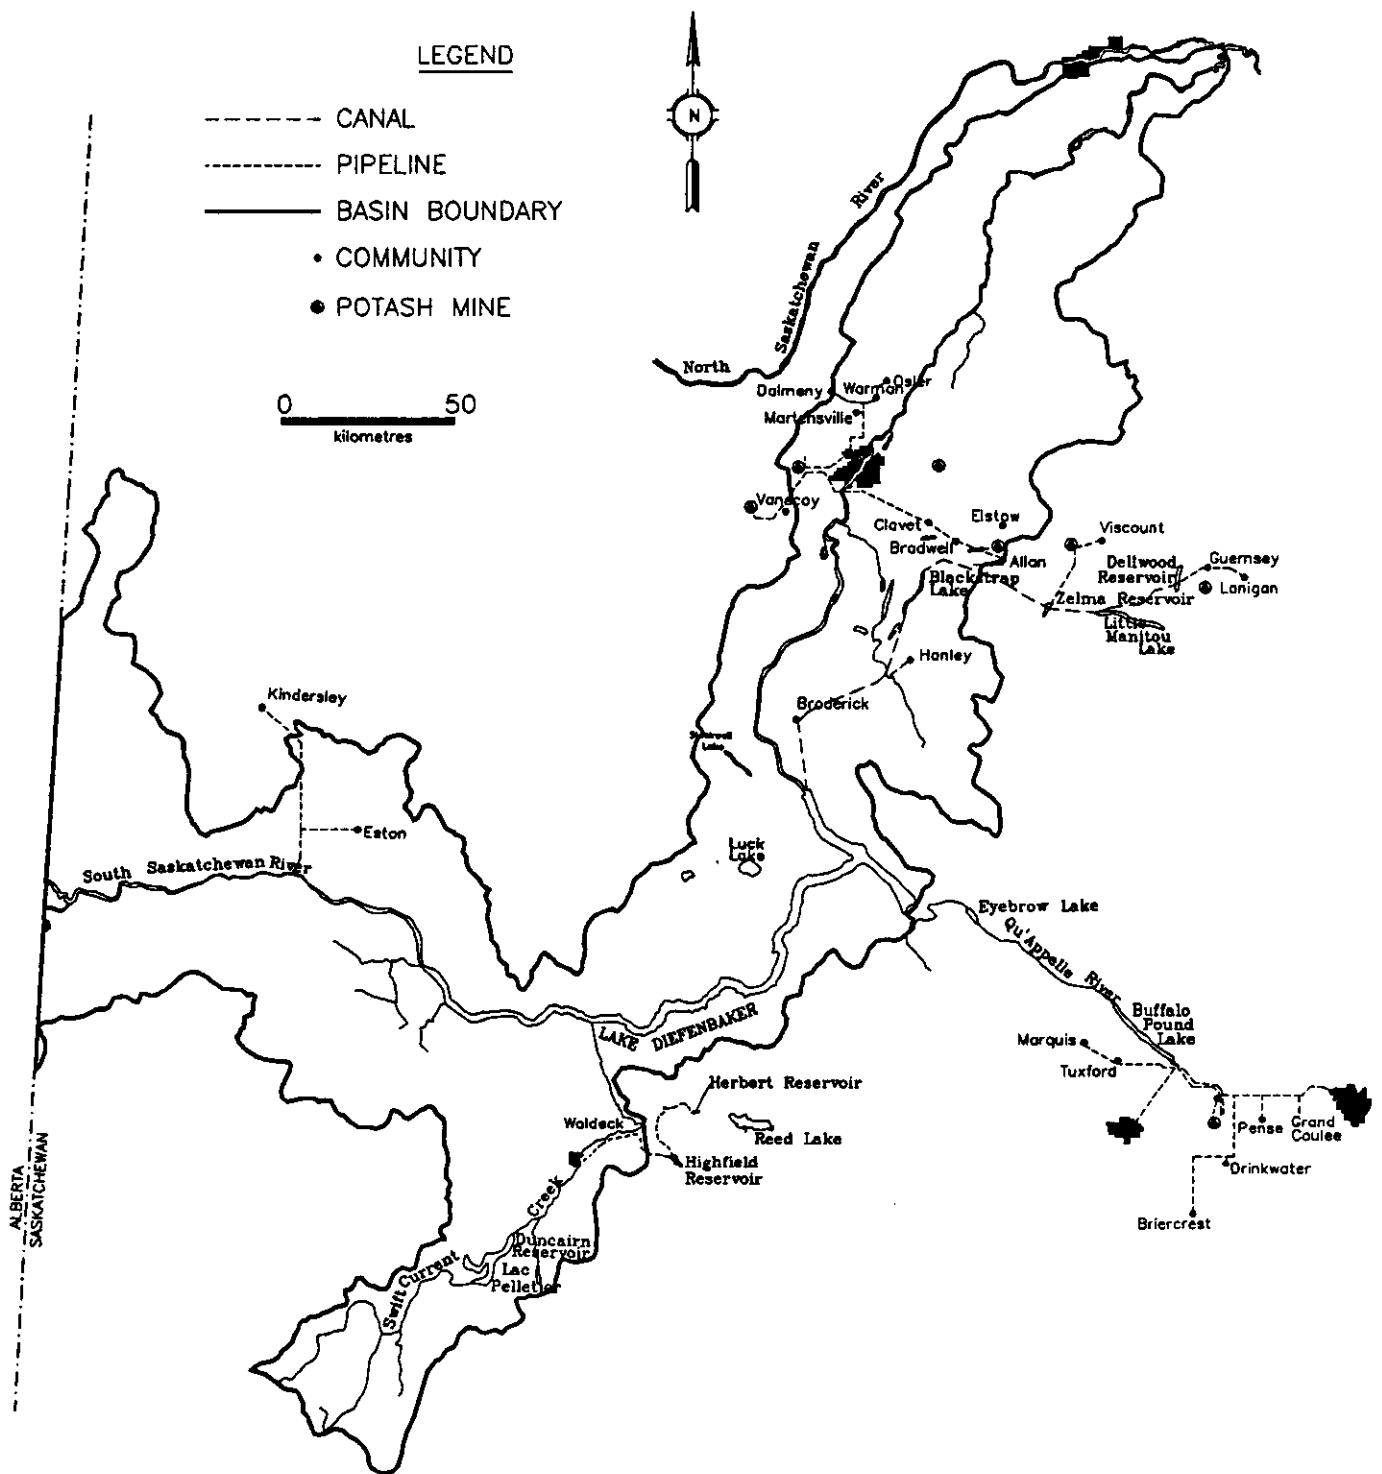 LEGEND
CANAL
PIPELINE
BASIN BOUNDARY
COMMUNITY
POTASH MINE
N
0 50
kilometres
North Saskatchewan River
Dalmeny
Warman
Osler
Martensville
Vanscoy
Clavet
Elstow
Bradwell
Allan
Viscount
Blackstrap
Lake
Dellwood
Reservoir
Guernsey
Lanigan
Zelma Reservoir
Little
Manitou
Lake
Hanley
Broderick
Kindersley
Eston
Lake
Luck
Lake
South Saskatchewan River
Eyebrow Lake
Qu'Appelle River
LAKE DIEFENBAKER
Buffalo
Pound
Lake
Marquis
Tuxford
Herbert Reservoir
Waldeck
Reed Lake
Highfield
Reservoir
Pense
Grand
Coulee
Drinkwater
Briercrest
Swift Current Creek
Duncairn
Reservoir
Lac
Pelletier
ALBERTA
SASKATCHEWAN